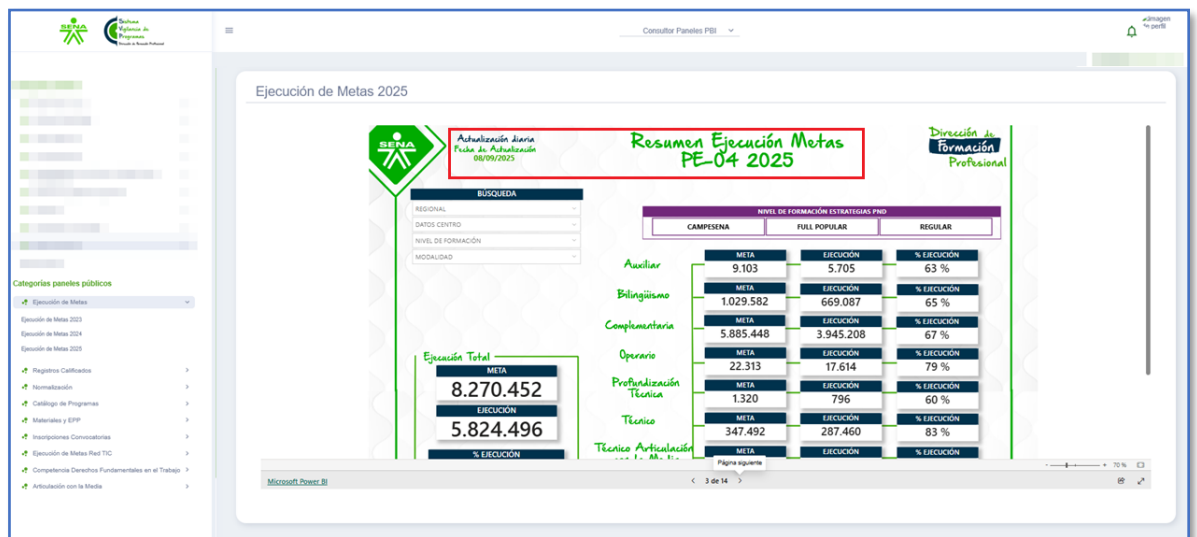 SENA
Sistema
Vigilancia de
Programas
Dirección de Formación Profesional
Consultor Paneles PBI
Imagen
de perfil
Ejecución de Metas 2025
SENA
Actualización diaria
Fecha de Actualización
08/09/2025
Resumen Ejecución Metas
PE-04 2025
Dirección de
Formación
Profesional
BÚSQUEDA
REGIONAL
DATOS CENTRO
NIVEL DE FORMACIÓN
MODALIDAD
NIVEL DE FORMACIÓN ESTRATEGIAS PND
CAMPESENA FULL POPULAR REGULAR
Auxiliar
META EJECUCIÓN % EJECUCIÓN
9.103 5.705 63 %
Bilingüismo
META EJECUCIÓN % EJECUCIÓN
1.029.582 669.087 65 %
Complementaria
META EJECUCIÓN % EJECUCIÓN
5.885.448 3.945.208 67 %
Operario
META EJECUCIÓN % EJECUCIÓN
22.313 17.614 79 %
Profundización
Técnica
META EJECUCIÓN % EJECUCIÓN
1.320 796 60 %
Técnico
META EJECUCIÓN % EJECUCIÓN
347.492 287.460 83 %
Técnico Articulación
con la Media
META EJECUCIÓN % EJECUCIÓN
Ejecución Total
META
8.270.452
EJECUCIÓN
5.824.496
% EJECUCIÓN
Página siguiente
Microsoft Power BI
3 de 14
- + 70 %
Categorías paneles públicos
Ejecución de Metas
Ejecución de Metas 2023
Ejecución de Metas 2024
Ejecución de Metas 2025
Registros Calificados
Normalización
Catálogo de Programas
Materiales y EPP
Inscripciones Convocatorias
Ejecución de Metas Red TIC
Competencia Derechos Fundamentales en el Trabajo
Articulación con la Media